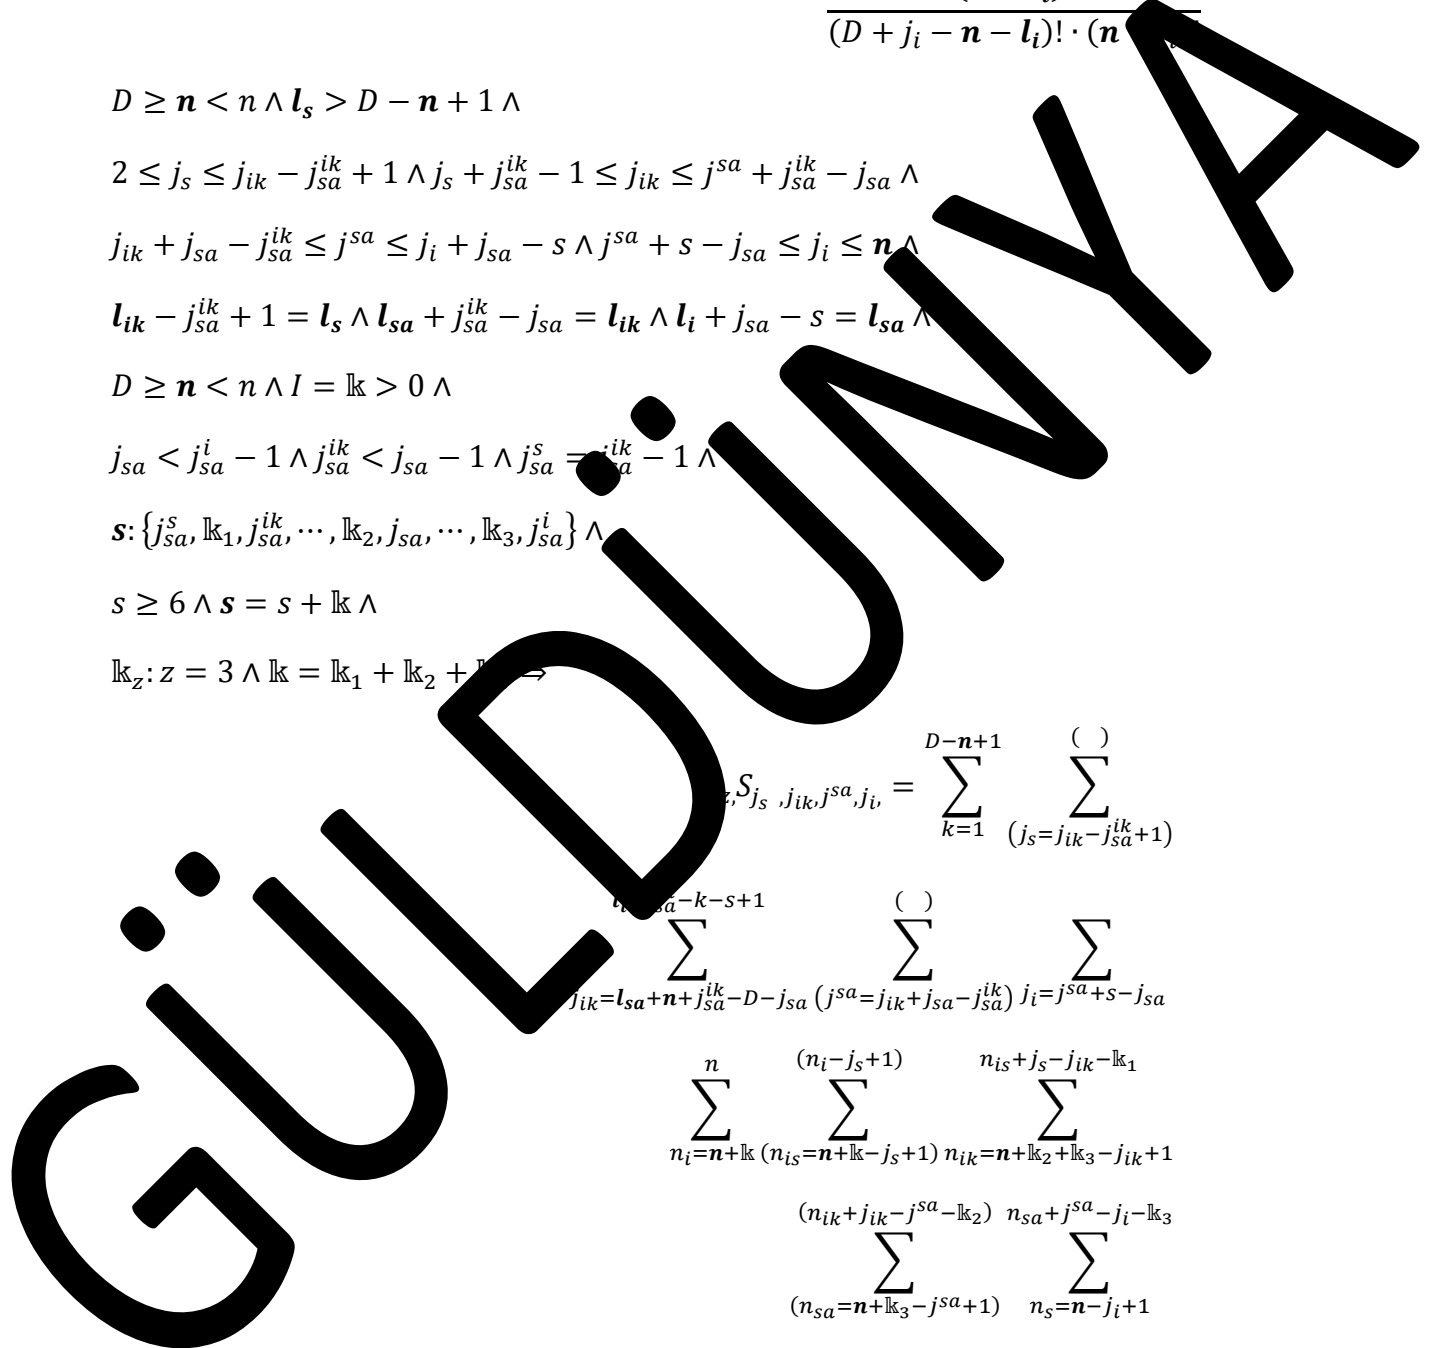 (D + j_i − n − l_i)! · (n
D ≥ n < n ∧ l_s > D − n + 1 ∧
2 ≤ j_s ≤ j_{ik} − j_{sa}^{ik} + 1 ∧ j_s + j_{sa}^{ik} − 1 ≤ j_{ik} ≤ j^{sa} + j_{sa}^{ik} − j_{sa} ∧
j_{ik} + j_{sa} − j_{sa}^{ik} ≤ j^{sa} ≤ j_i + j_{sa} − s ∧ j^{sa} + s − j_{sa} ≤ j_i ≤ n ∧
l_{ik} − j_{sa}^{ik} + 1 = l_s ∧ l_{sa} + j_{sa}^{ik} − j_{sa} = l_{ik} ∧ l_i + j_{sa} − s = l_{sa} ∧
D ≥ n < n ∧ I = 𝕜 > 0 ∧
j_{sa} < j_{sa}^i − 1 ∧ j_{sa}^{ik} < j_{sa} − 1 ∧ j_{sa}^s = j_{sa}^{ik} − 1 ∧
s: {j_{sa}^s, 𝕜_1, j_{sa}^{ik}, ⋯, 𝕜_2, j_{sa}, ⋯, 𝕜_3, j_{sa}^i} ∧
s ≥ 6 ∧ s = s + 𝕜 ∧
𝕜_z: z = 3 ∧ 𝕜 = 𝕜_1 + 𝕜_2 + ⇒
S_{j_s ,j_{ik},j^{sa},j_i,} = ∑_{k=1}^{D−n+1} ∑_{(j_s=j_{ik}−j_{sa}^{ik}+1)}^{( )}
∑_{j_{ik}=l_{sa}+n+j_{sa}^{ik}−D−j_{sa}}^{−k−s+1} ∑_{(j^{sa}=j_{ik}+j_{sa}−j_{sa}^{ik})}^{( )} ∑_{j_i=j^{sa}+s−j_{sa}}
∑_{n_i=n+𝕜}^{n} ∑_{(n_{is}=n+𝕜−j_s+1)}^{(n_i−j_s+1)} ∑_{n_{ik}=n+𝕜_2+𝕜_3−j_{ik}+1}^{n_{is}+j_s−j_{ik}−𝕜_1}
∑_{(n_{sa}=n+𝕜_3−j^{sa}+1)}^{(n_{ik}+j_{ik}−j^{sa}−𝕜_2)} ∑_{n_s=n−j_i+1}^{n_{sa}+j^{sa}−j_i−𝕜_3}
GÜLDÜNYA